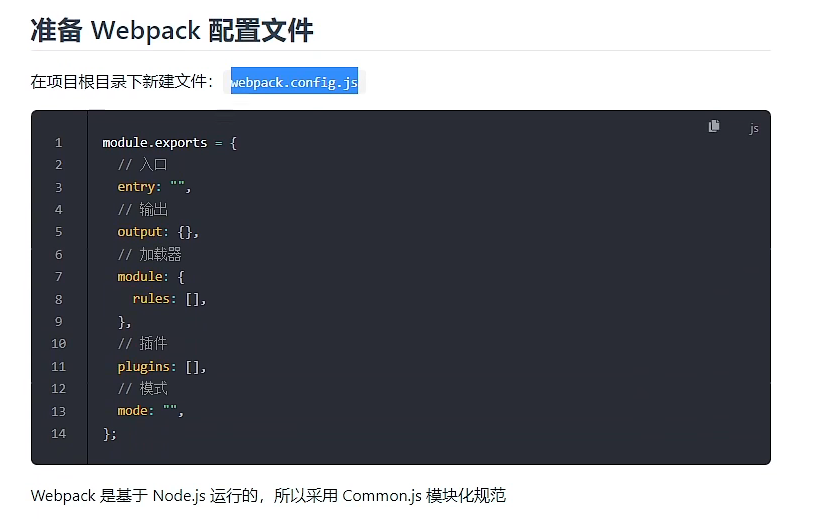 准备 Webpack 配置文件
在项目根目录下新建文件： webpack.config.js
js
1 module.exports = {
2 // 入口
3 entry: "",
4 // 输出
5 output: {},
6 // 加载器
7 module: {
8 rules: [],
9 },
10 // 插件
11 plugins: [],
12 // 模式
13 mode: "",
14 };
Webpack 是基于 Node.js 运行的，所以采用 Common.js 模块化规范